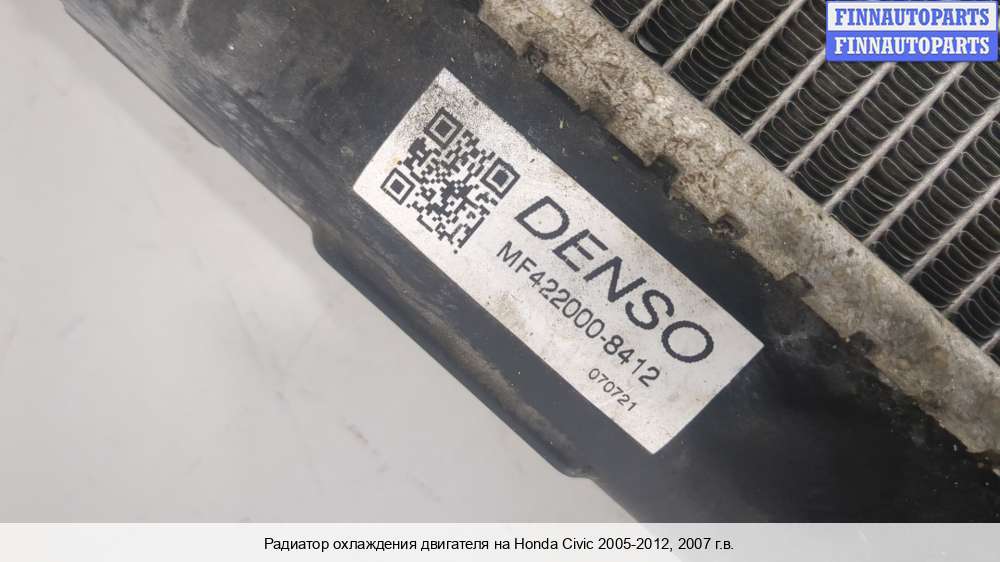 FINNAUTOPARTS
FINNAUTOPARTS
DENSO
MF422000-8412
070721
Радиатор охлаждения двигателя на Honda Civic 2005-2012, 2007 г.в.